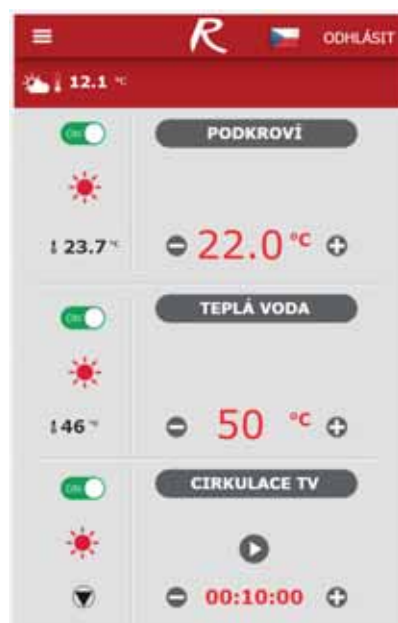 R ODHLÁSIT
12.1 °C
ON PODKROVÍ
23.7 °C 22.0 °C
ON TEPLÁ VODA
46 °C 50 °C
ON CIRKULACE TV
00:10:00